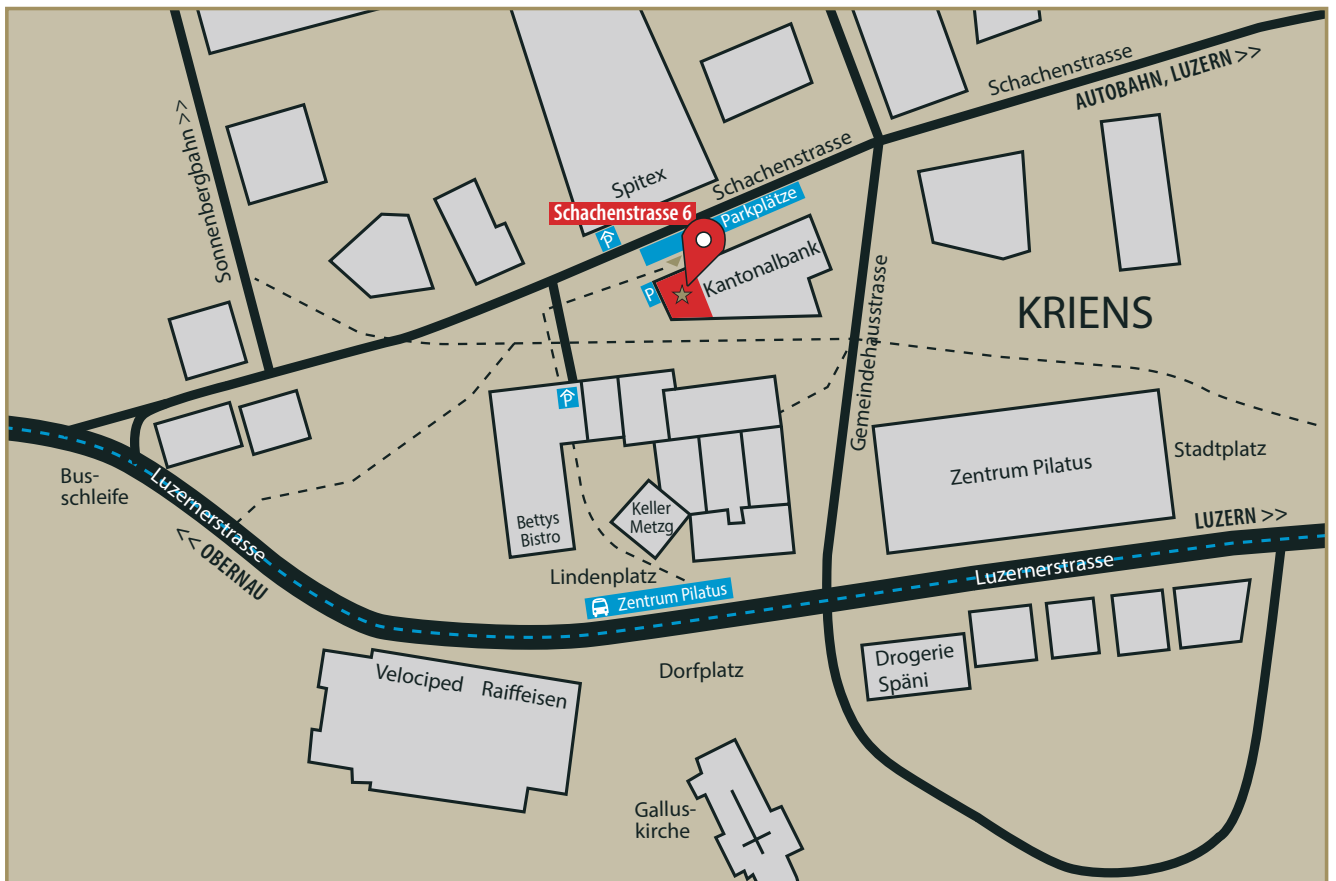 Schachenstrasse
AUTOBAHN, LUZERN >>
Sonnenbergbahn >>
Spitex
Schachenstrasse
Schachenstrasse 6
Parkplätze
P
P
Kantonalbank
Gemeindehausstrasse
KRIENS
P
Zentrum Pilatus
Stadtplatz
Bus-
schleife
Luzernerstrasse
<< OBERNAU
Bettys
Bistro
Keller
Metzg
LUZERN >>
Luzernerstrasse
Lindenplatz
Zentrum Pilatus
Dorfplatz
Drogerie
Späni
Velociped Raiffeisen
Gallus-
kirche